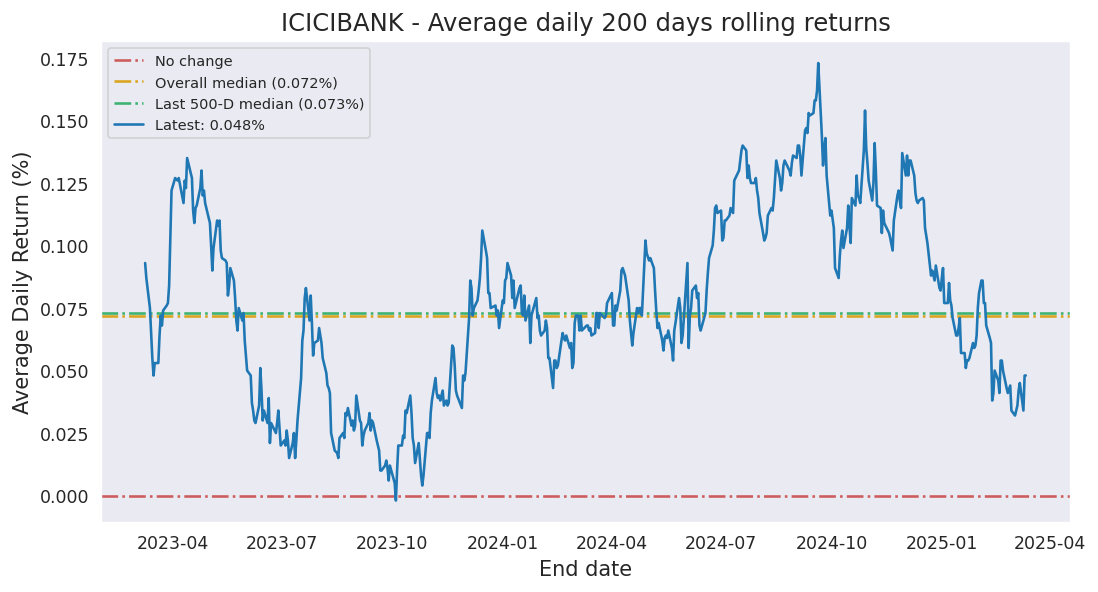 ICICIBANK - Average daily 200 days rolling returns
No change
Overall median (0.072%)
Last 500-D median (0.073%)
Latest: 0.048%
Average Daily Return (%)
0.175
0.150
0.125
0.100
0.075
0.050
0.025
0.000
2023-04 2023-07 2023-10 2024-01 2024-04 2024-07 2024-10 2025-01 2025-04
End date